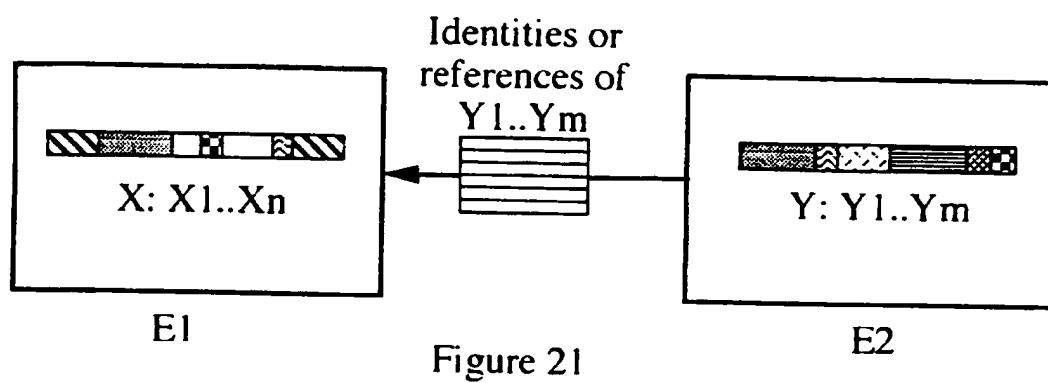 Identities or
references of
Y1..Ym
X: X1..Xn
Y: Y1..Ym
E1
E2
Figure 21